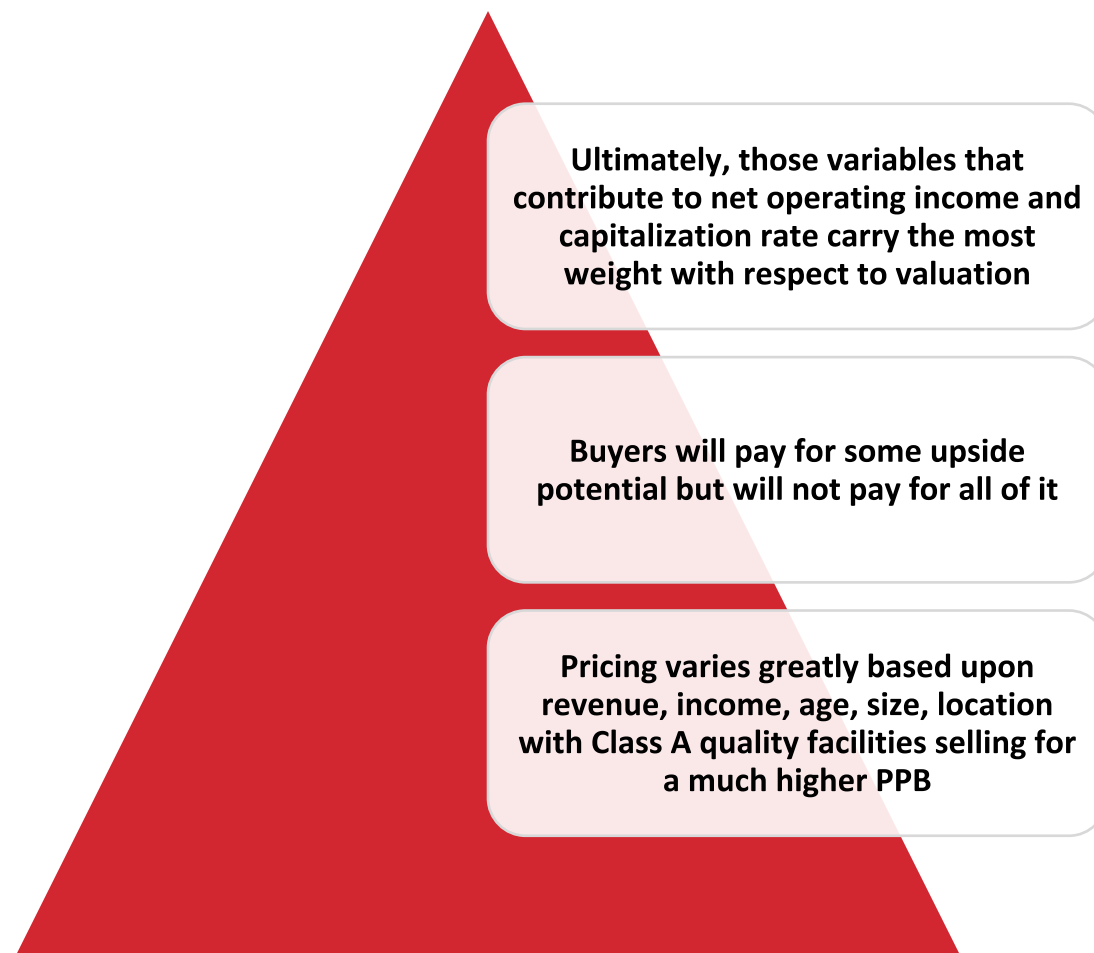 Ultimately, those variables that
contribute to net operating income and
capitalization rate carry the most
weight with respect to valuation
Buyers will pay for some upside
potential but will not pay for all of it
Pricing varies greatly based upon
revenue, income, age, size, location
with Class A quality facilities selling for
a much higher PPB